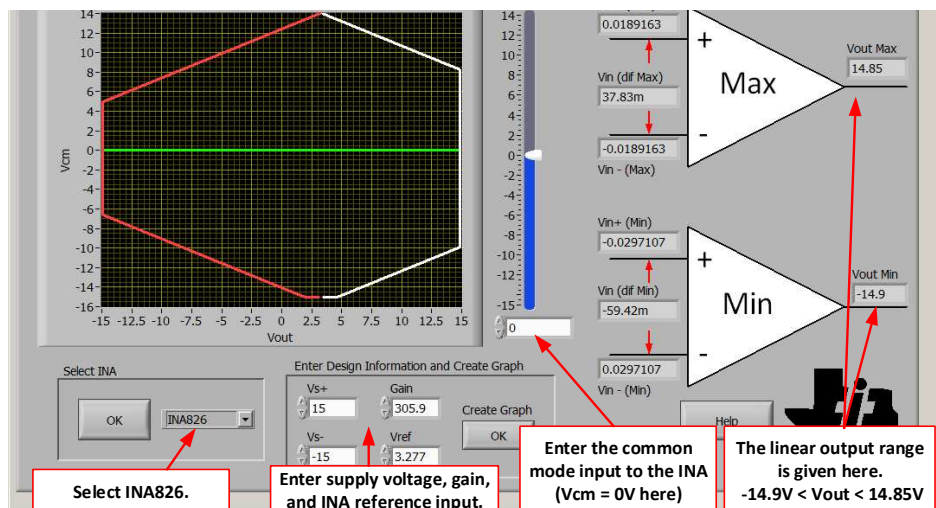 14
12
10
8
6
4
2
0
-2
-4
-6
-8
-10
-12
-14
-16
Vcm
-15 -12.5 -10 -7.5 -5 -2.5 0 2.5 5 7.5 10 12.5 15
Vout
14
12
10
8
6
4
2
0
-2
-4
-6
-8
-10
-12
-15
0
0.0189163
Vin (dif Max)
37.83m
-0.0189163
Vin - (Max)
+
-
Max
Vout Max
14.85
Vin+ (Min)
-0.0297107
Vin (dif Min)
-59.42m
0.0297107
Vin - (Min)
+
-
Min
Vout Min
-14.9
Select INA
OK
INA826
Enter Design Information and Create Graph
Vs+
15
Gain
305.9
Vs-
-15
Vref
3.277
Create Graph
OK
Help
Select INA826.
Enter supply voltage, gain,
and INA reference input.
Enter the common
mode input to the INA
(Vcm = 0V here)
The linear output range
is given here.
-14.9V < Vout < 14.85V